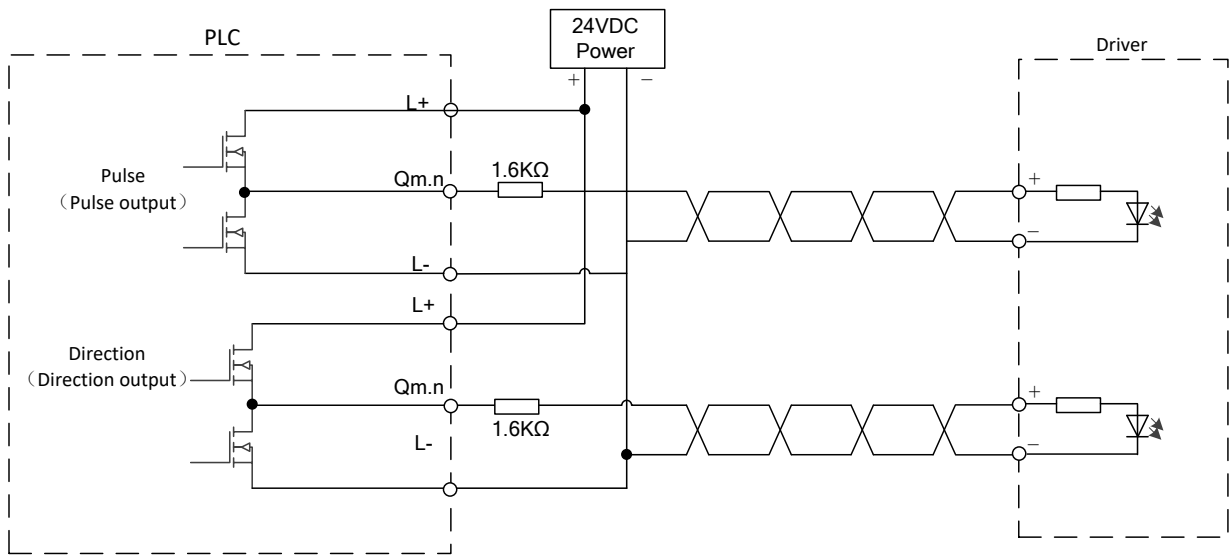 PLC
24VDC
Power
+ −
Driver
L+
Pulse
（Pulse output）
Qm.n
1.6KΩ
+
−
L-
L+
Direction
（Direction output）
Qm.n
1.6KΩ
+
L-
−